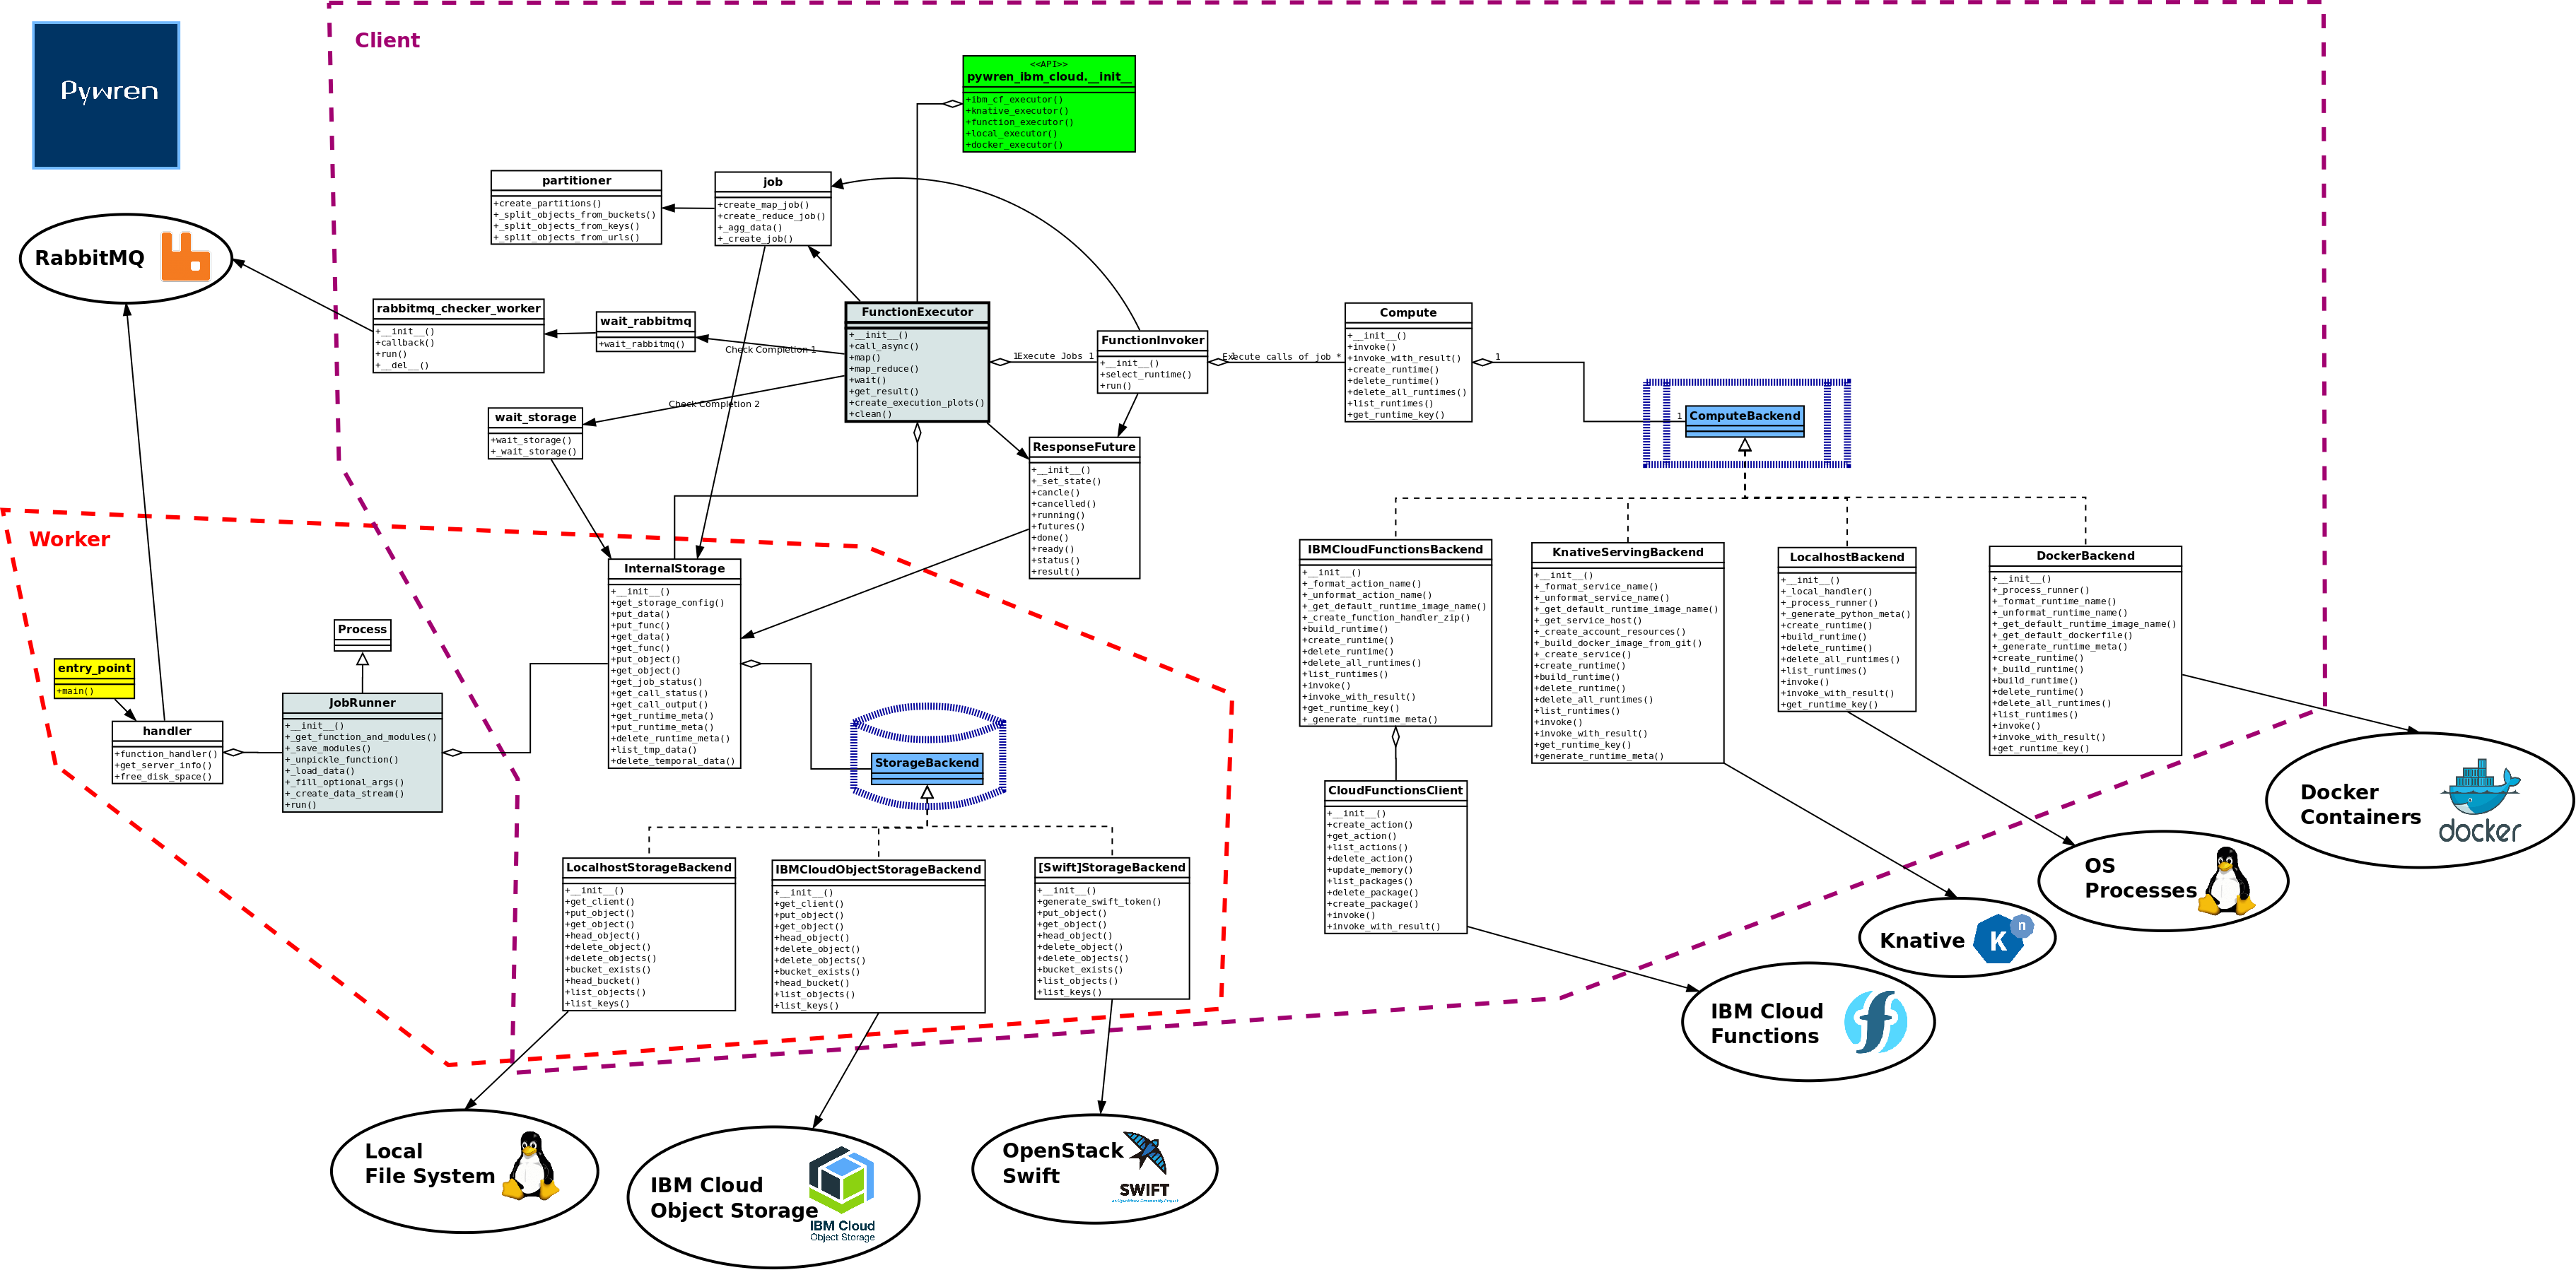 Client
Pywren
<<API>>
pywren_ibm_cloud.__init__
+ibm_cf_executor()
+knative_executor()
+function_executor()
+local_executor()
+docker_executor()
partitioner
+create_partitions()
+_split_objects_from_buckets()
+_split_objects_from_keys()
+_split_objects_from_urls()
job
+create_map_job()
+create_reduce_job()
+_agg_data()
+_create_job()
RabbitMQ
rabbitmq_checker_worker
+__init__()
+callback()
+run()
+__del__()
wait_rabbitmq
+wait_rabbitmq()
Check Completion 1
FunctionExecutor
+__init__()
+call_async()
+map()
+map_reduce()
+wait()
+get_result()
+create_execution_plots()
+clean()
1
Execute Jobs 1
FunctionInvoker
+__init__()
+select_runtime()
+run()
1
Execute calls of job *
Compute
+__init__()
+invoke()
+invoke_with_result()
+create_runtime()
+delete_runtime()
+delete_all_runtimes()
+list_runtimes()
+get_runtime_key()
1
1
ComputeBackend
wait_storage
+wait_storage()
+_wait_storage()
Check Completion 2
ResponseFuture
+__init__()
+_set_state()
+cancle()
+cancelled()
+running()
+futures()
+done()
+ready()
+status()
+result()
Worker
InternalStorage
+__init__()
+get_storage_config()
+put_data()
+put_func()
+get_data()
+get_func()
+put_object()
+get_object()
+get_job_status()
+get_call_status()
+get_call_output()
+get_runtime_meta()
+put_runtime_meta()
+delete_runtime_meta()
+list_tmp_data()
+delete_temporal_data()
IBMCloudFunctionsBackend
+__init__()
+_format_action_name()
+_unformat_action_name()
+_get_default_runtime_image_name()
+_create_function_handler_zip()
+build_runtime()
+create_runtime()
+delete_runtime()
+delete_all_runtimes()
+list_runtimes()
+invoke()
+invoke_with_result()
+get_runtime_key()
+_generate_runtime_meta()
KnativeServingBackend
+__init__()
+_format_service_name()
+_unformat_service_name()
+_get_default_runtime_image_name()
+_get_service_host()
+_create_account_resources()
+_build_docker_image_from_git()
+_create_service()
+create_runtime()
+build_runtime()
+delete_runtime()
+delete_all_runtimes()
+list_runtimes()
+invoke()
+invoke_with_result()
+get_runtime_key()
+generate_runtime_meta()
LocalhostBackend
+__init__()
+_local_handler()
+_process_runner()
+_generate_python_meta()
+create_runtime()
+build_runtime()
+delete_runtime()
+delete_all_runtimes()
+list_runtimes()
+invoke()
+invoke_with_result()
+get_runtime_key()
DockerBackend
+__init__()
+_process_runner()
+_format_runtime_name()
+_unformat_runtime_name()
+_get_default_runtime_image_name()
+_get_default_dockerfile()
+_generate_runtime_meta()
+create_runtime()
+_build_runtime()
+build_runtime()
+delete_runtime()
+delete_all_runtimes()
+list_runtimes()
+invoke()
+invoke_with_result()
+get_runtime_key()
Process
entry_point
+main()
handler
+function_handler()
+get_server_info()
+free_disk_space()
JobRunner
+__init__()
+_get_function_and_modules()
+_save_modules()
+_unpickle_function()
+_load_data()
+_fill_optional_args()
+_create_data_stream()
+run()
StorageBackend
CloudFunctionsClient
+__init__()
+create_action()
+get_action()
+list_actions()
+delete_action()
+update_memory()
+list_packages()
+delete_package()
+create_package()
+invoke()
+invoke_with_result()
Docker
Containers
docker
OS
Processes
Knative
K
n
IBM Cloud
Functions
LocalhostStorageBackend
+__init__()
+get_client()
+put_object()
+get_object()
+head_object()
+delete_object()
+delete_objects()
+bucket_exists()
+head_bucket()
+list_objects()
+list_keys()
IBMCloudObjectStorageBackend
+__init__()
+get_client()
+put_object()
+get_object()
+head_object()
+delete_object()
+delete_objects()
+bucket_exists()
+head_bucket()
+list_objects()
+list_keys()
[Swift]StorageBackend
+__init__()
+generate_swift_token()
+put_object()
+get_object()
+head_object()
+delete_object()
+delete_objects()
+bucket_exists()
+list_objects()
+list_keys()
Local
File System
IBM Cloud
Object Storage
IBM Cloud
Object Storage
OpenStack
Swift
SWIFT